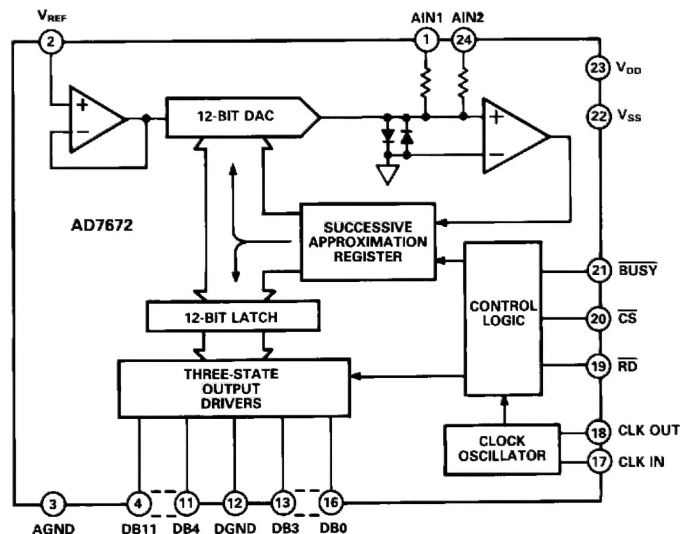 VREF AIN1 AIN2
2 1 24
23 VDD
22 VSS
+
−
12-BIT DAC
+
−
AD7672
SUCCESSIVE
APPROXIMATION
REGISTER
CONTROL
LOGIC
21 BUSY
20 CS
19 RD
12-BIT LATCH
THREE-STATE
OUTPUT
DRIVERS
CLOCK
OSCILLATOR
18 CLK OUT
17 CLK IN
3 4 11 12 13 16
AGND DB11 DB4 DGND DB3 DB0